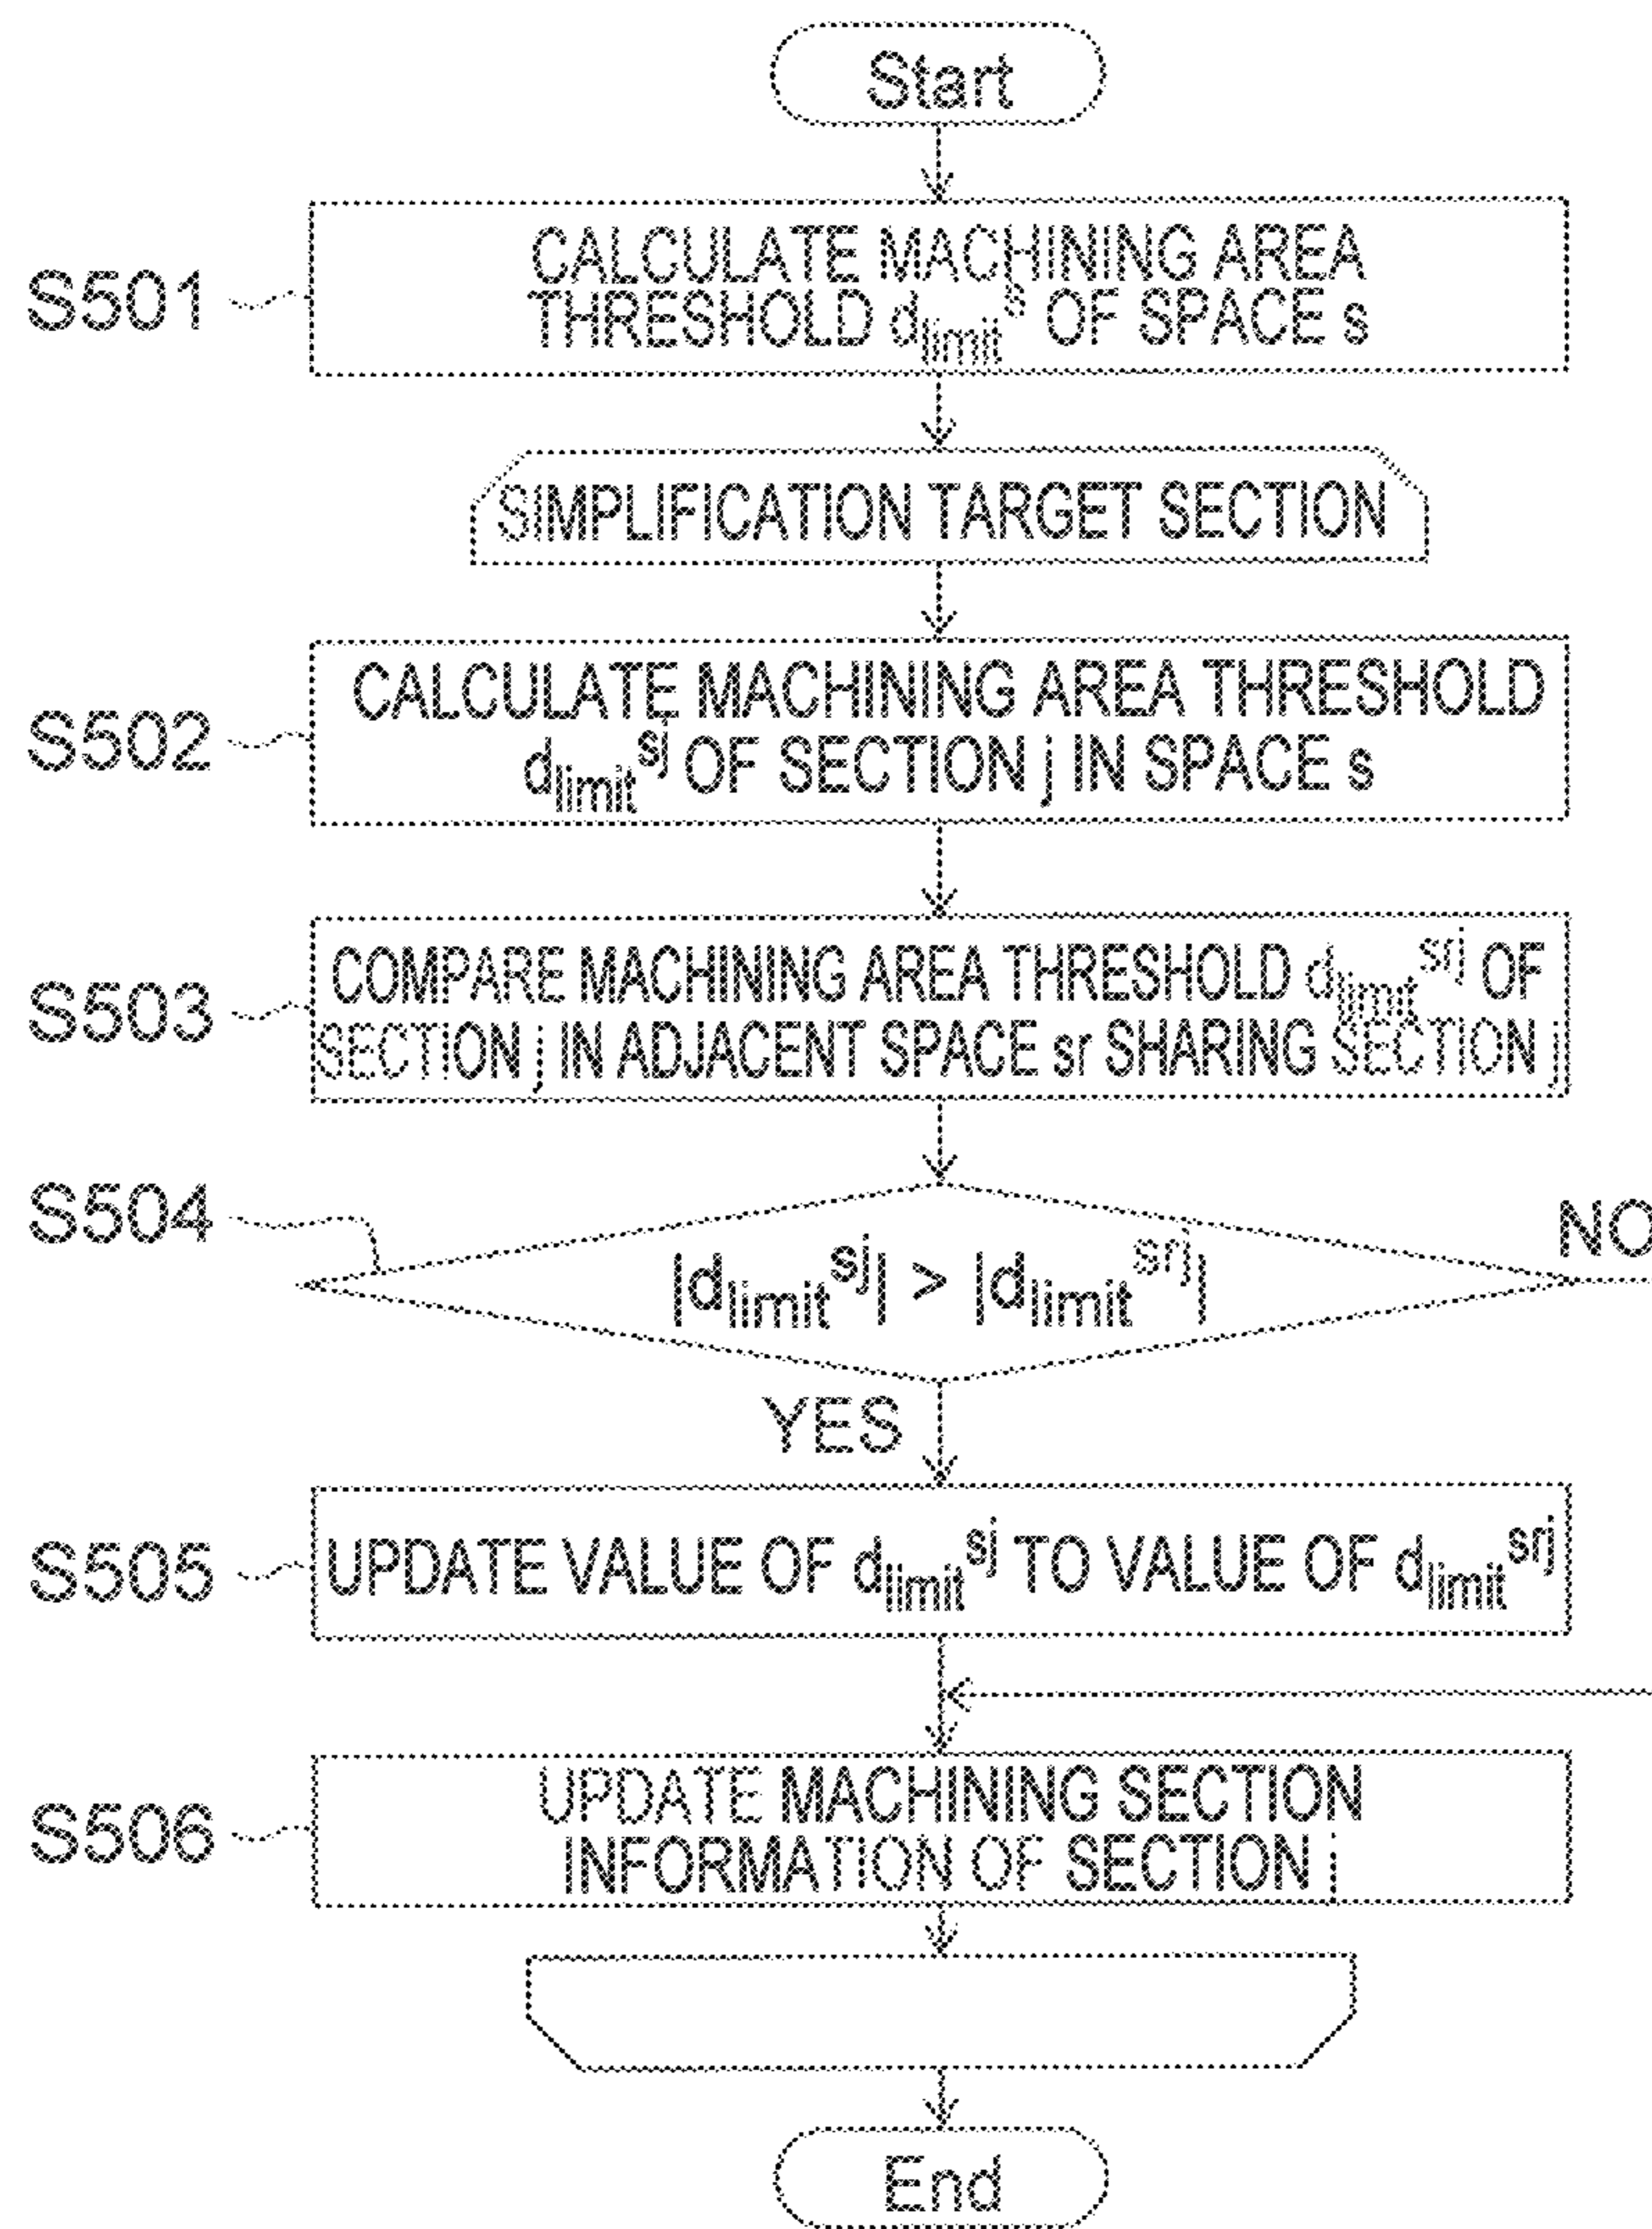 Start
S501
CALCULATE MACHINING AREA
THRESHOLD d_limit^s OF SPACE s
SIMPLIFICATION TARGET SECTION
S502
CALCULATE MACHINING AREA THRESHOLD
d_limit^sj OF SECTION j IN SPACE s
S503
COMPARE MACHINING AREA THRESHOLD d_limit^srj OF
SECTION j IN ADJACENT SPACE sr SHARING SECTION j
S504
|d_limit^sj| > |d_limit^srj|
NO
YES
S505
UPDATE VALUE OF d_limit^sj TO VALUE OF d_limit^srj
S506
UPDATE MACHINING SECTION
INFORMATION OF SECTION j
End